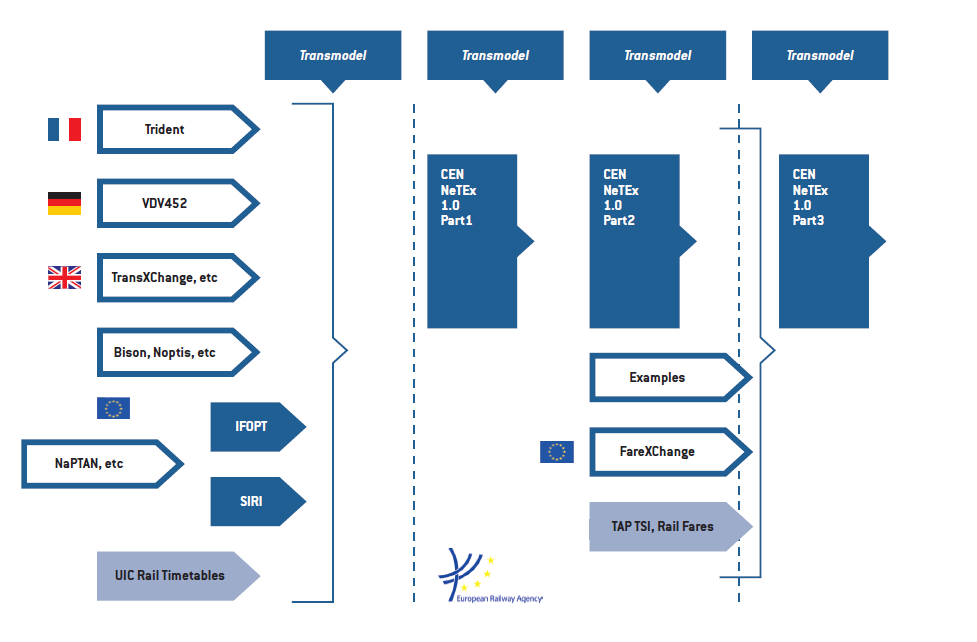 Transmodel
Transmodel
Transmodel
Transmodel
Trident
VDV452
TransXChange, etc
Bison, Noptis, etc
IFOPT
NaPTAN, etc
SIRI
UIC Rail Timetables
CEN
NeTEx
1.0
Part1
CEN
NeTEx
1.0
Part2
CEN
NeTEx
1.0
Part3
Examples
FareXChange
TAP TSI, Rail Fares
European Railway Agency